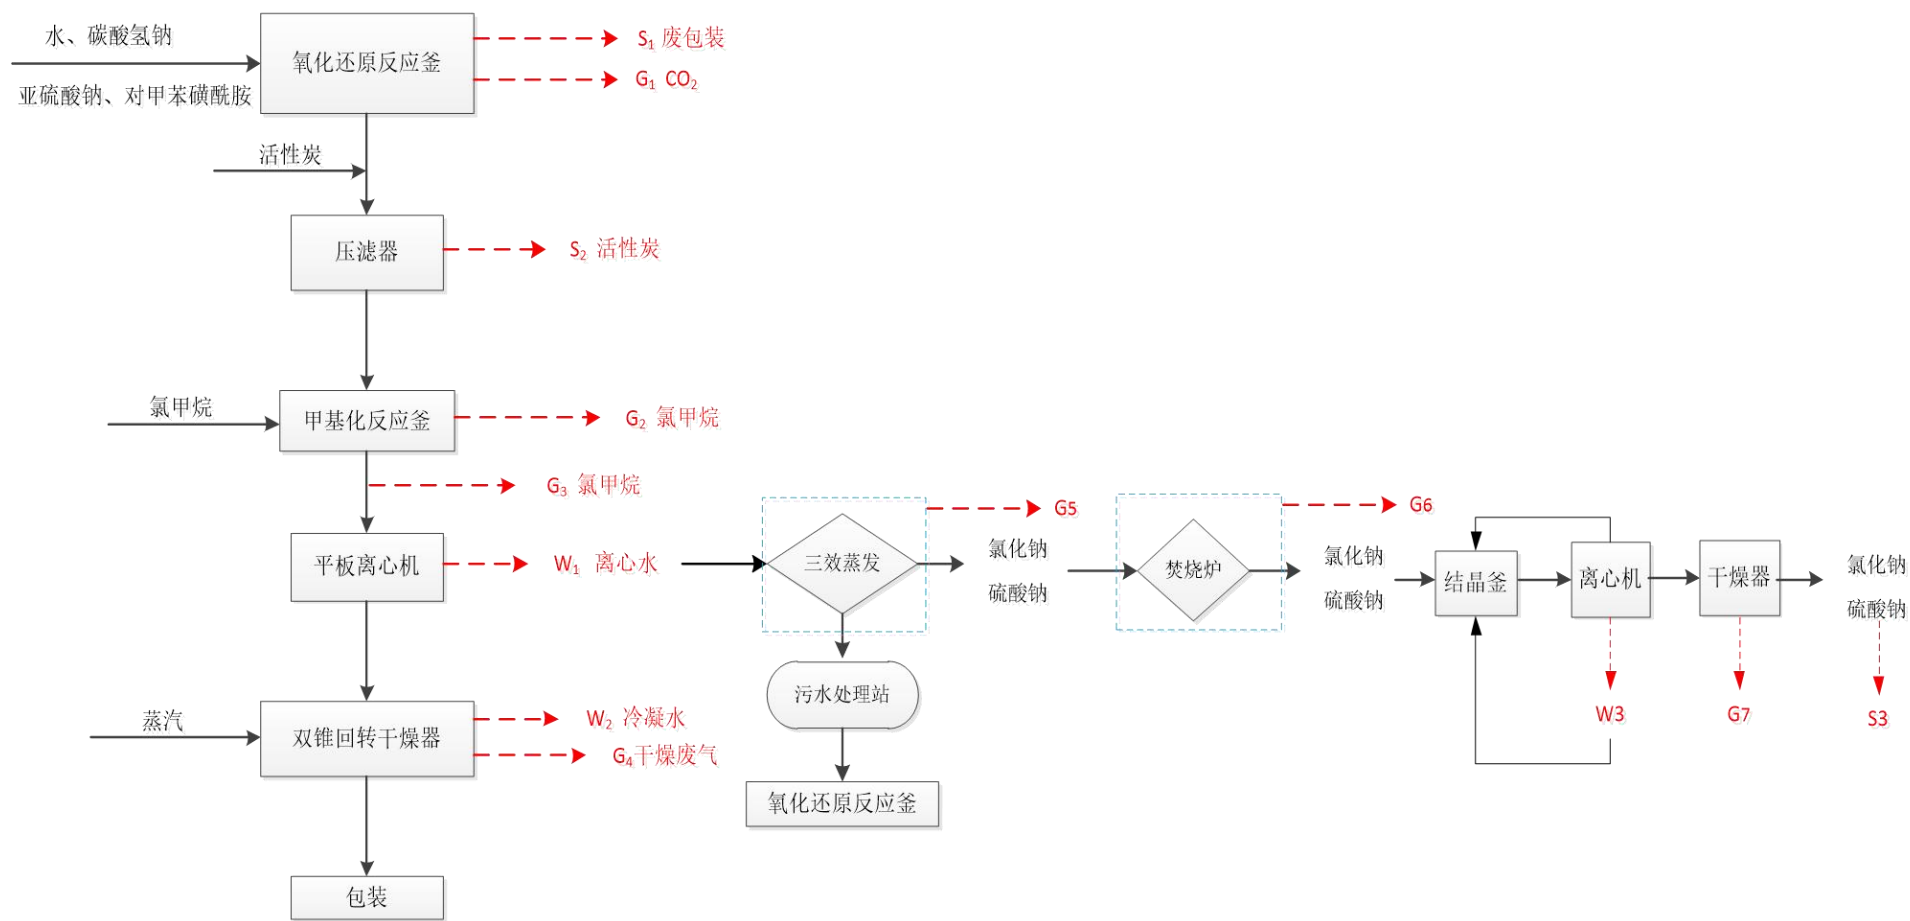 水、碳酸氢钠
亚硫酸钠、对甲苯磺酰胺
氧化还原反应釜
S1 废包装
G1 CO2
活性炭
压滤器
S2 活性炭
氯甲烷
甲基化反应釜
G2 氯甲烷
G3 氯甲烷
平板离心机
W1 离心水
三效蒸发
G5
氯化钠
硫酸钠
焚烧炉
G6
氯化钠
硫酸钠
结晶釜
离心机
干燥器
氯化钠
硫酸钠
W3
G7
S3
污水处理站
氧化还原反应釜
蒸汽
双锥回转干燥器
W2 冷凝水
G4干燥废气
包装